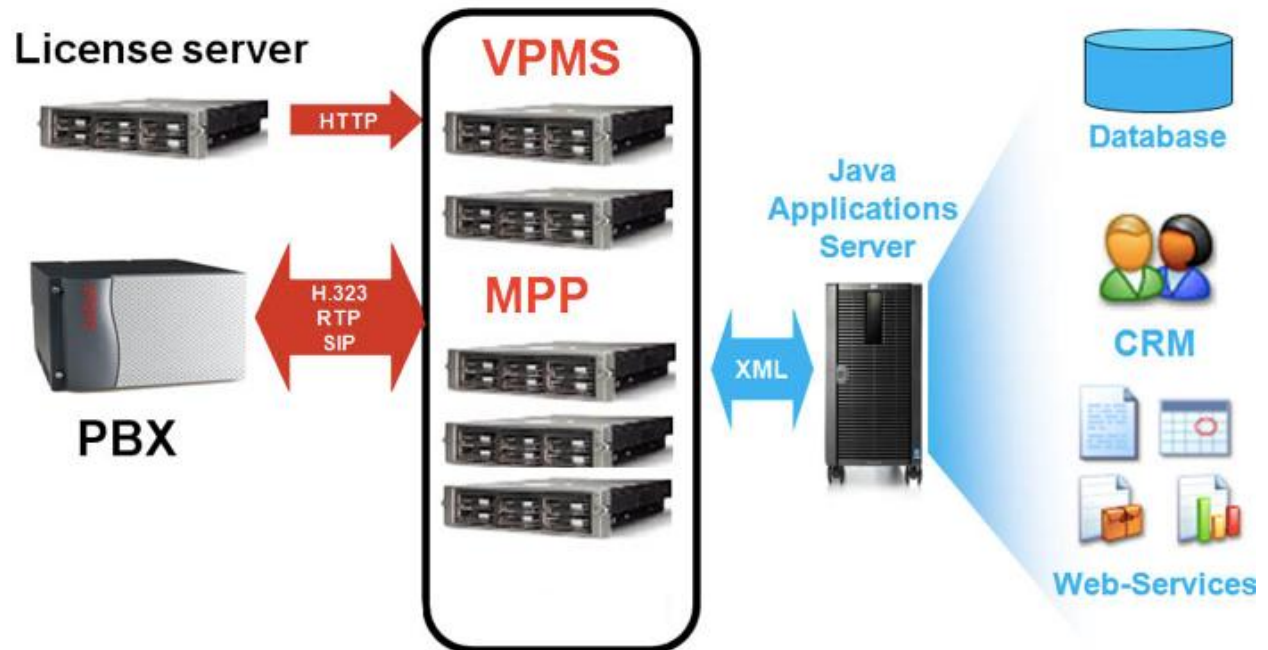 License server
HTTP
PBX
H.323
RTP
SIP
VPMS
MPP
XML
Java
Applications
Server
Database
CRM
Web-Services